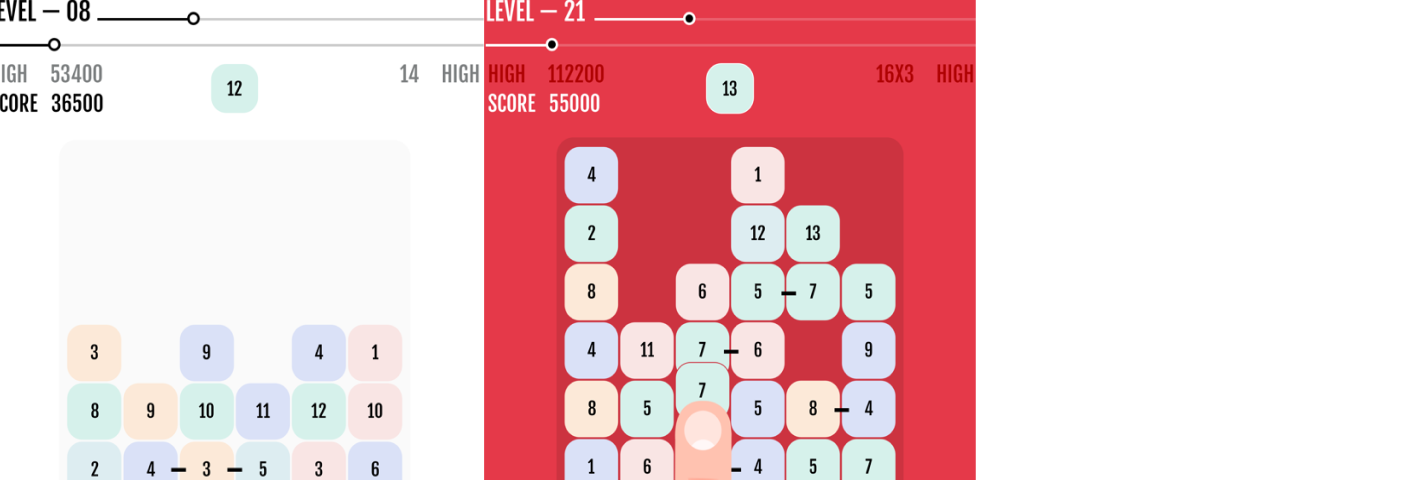 EVEL — 08
IGH 53400 14 HIGH
CORE 36500
12
3 9 4 1
8 9 10 11 12 10
2 4 – 3 – 5 3 6
LEVEL — 21
HIGH 112200 16X3 HIGH
SCORE 55000
13
4 1
2 12 13
8 6 5 – 7 5
4 11 7 – 6 9
7
8 5 5 8 – 4
1 6 – 4 5 7